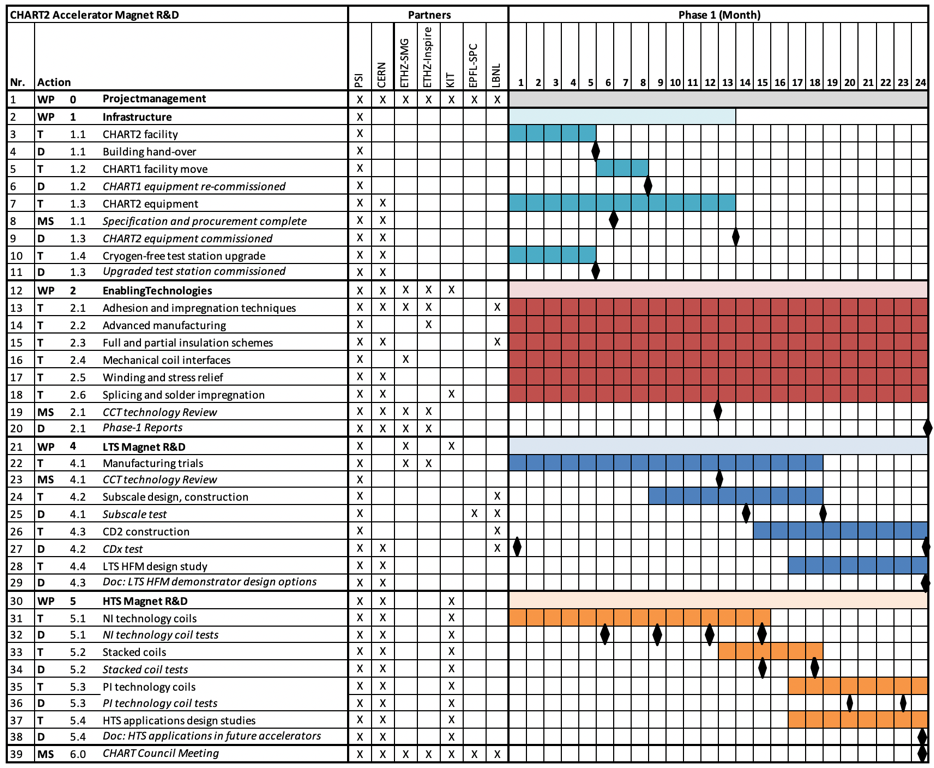 CHART2 Accelerator Magnet R&D Partners Phase 1 (Month)
Nr. Action PSI CERN ETHZ-SMG ETHZ-Inspire KIT EPFL-SPC LBNL 1 2 3 4 5 6 7 8 9 10 11 12 13 14 15 16 17 18 19 20 21 22 23 24
1 WP 0 Projectmanagement X X X X X X X
2 WP 1 Infrastructure X
3 T 1.1 CHART2 facility X
4 D 1.1 Building hand-over X
5 T 1.2 CHART1 facility move X
6 D 1.2 CHART1 equipment re-commissioned X
7 T 1.3 CHART2 equipment X X
8 MS 1.1 Specification and procurement complete X X
9 D 1.3 CHART2 equipment commissioned X X
10 T 1.4 Cryogen-free test station upgrade X X
11 D 1.3 Upgraded test station commissioned X X
12 WP 2 EnablingTechnologies X X X X X
13 T 2.1 Adhesion and impregnation techniques X X X X X
14 T 2.2 Advanced manufacturing X X
15 T 2.3 Full and partial insulation schemes X X X
16 T 2.4 Mechanical coil interfaces X X
17 T 2.5 Winding and stress relief X X
18 T 2.6 Splicing and solder impregnation X X X
19 MS 2.1 CCT technology Review X X X X
20 D 2.1 Phase-1 Reports X X X X
21 WP 4 LTS Magnet R&D X X X
22 T 4.1 Manufacturing trials X X X
23 MS 4.1 CCT technology Review X
24 T 4.2 Subscale design, construction X X
25 D 4.1 Subscale test X X X
26 T 4.3 CD2 construction X X
27 D 4.2 CDx test X X X
28 T 4.4 LTS HFM design study X X
29 D 4.3 Doc: LTS HFM demonstrator design options X X
30 WP 5 HTS Magnet R&D X X X
31 T 5.1 NI technology coils X X X
32 D 5.1 NI technology coil tests X X X
33 T 5.2 Stacked coils X X X
34 D 5.2 Stacked coil tests X X X
35 T 5.3 PI technology coils X X X
36 D 5.3 PI technology coil tests X X X
37 T 5.4 HTS applications design studies X X X
38 D 5.4 Doc: HTS applications in future accelerators X X X
39 MS 6.0 CHART Council Meeting X X X X X X X